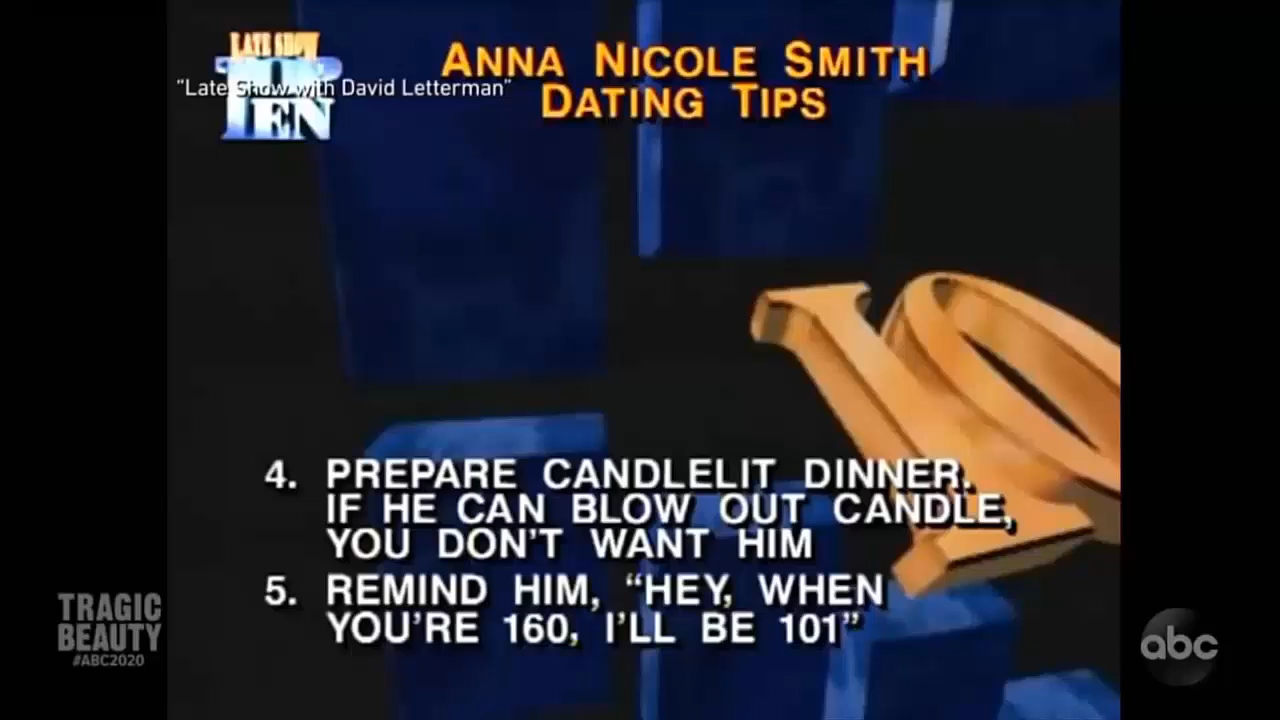 LATE SHOW
TOP
TEN
"Late Show with David Letterman"
ANNA NICOLE SMITH
DATING TIPS
4. PREPARE CANDLELIT DINNER.
IF HE CAN BLOW OUT CANDLE,
YOU DON'T WANT HIM
5. REMIND HIM, "HEY, WHEN
YOU'RE 160, I'LL BE 101"
10
TRAGIC
BEAUTY
#ABC2020
abc